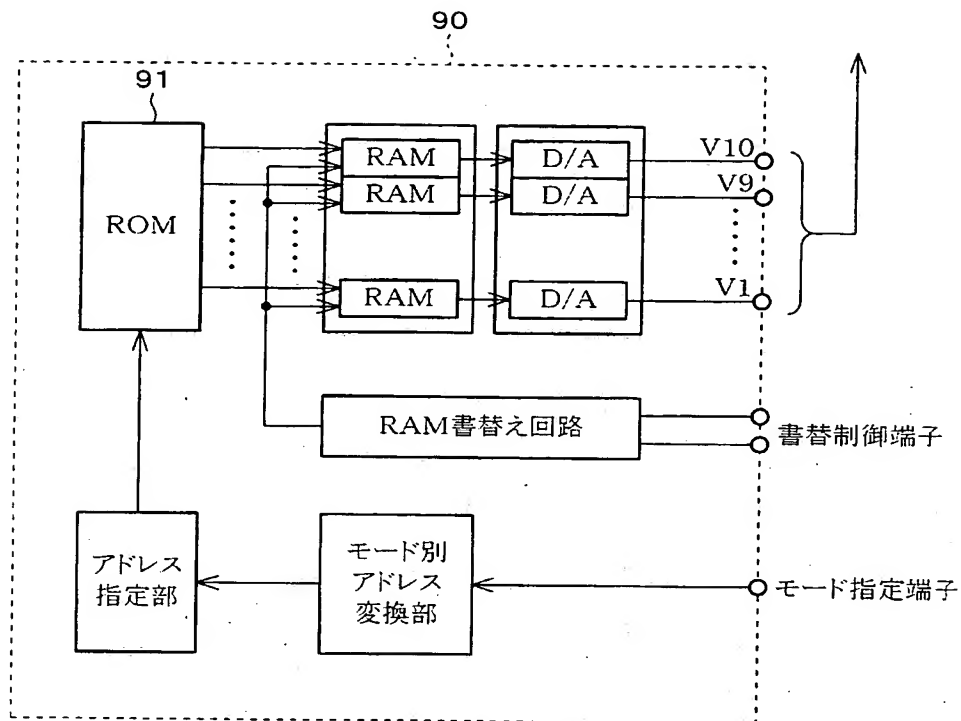 90
91
ROM
RAM
D/A
V10
RAM
D/A
V9
RAM
D/A
V1
RAM書替え回路
書替制御端子
アドレス
指定部
モード別
アドレス
変換部
モード指定端子